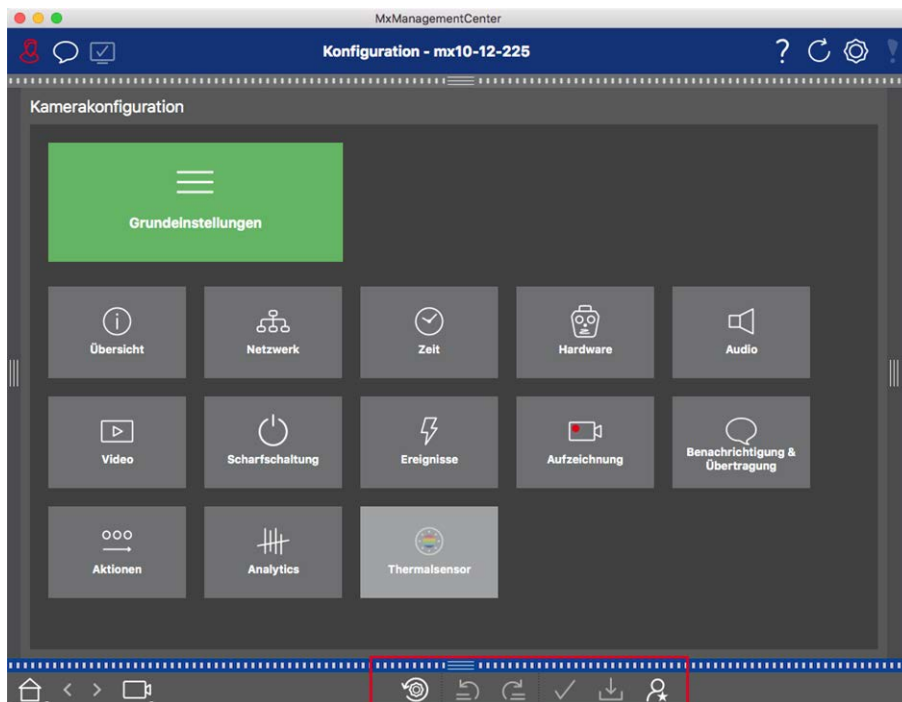 MxManagementCenter
Konfiguration - mx10-12-225
?
Kamerakonfiguration
Grundeinstellungen
Übersicht
Netzwerk
Zeit
Hardware
Audio
Video
Scharfschaltung
Ereignisse
Aufzeichnung
Benachrichtigung &
Übertragung
Aktionen
Analytics
Thermalsensor